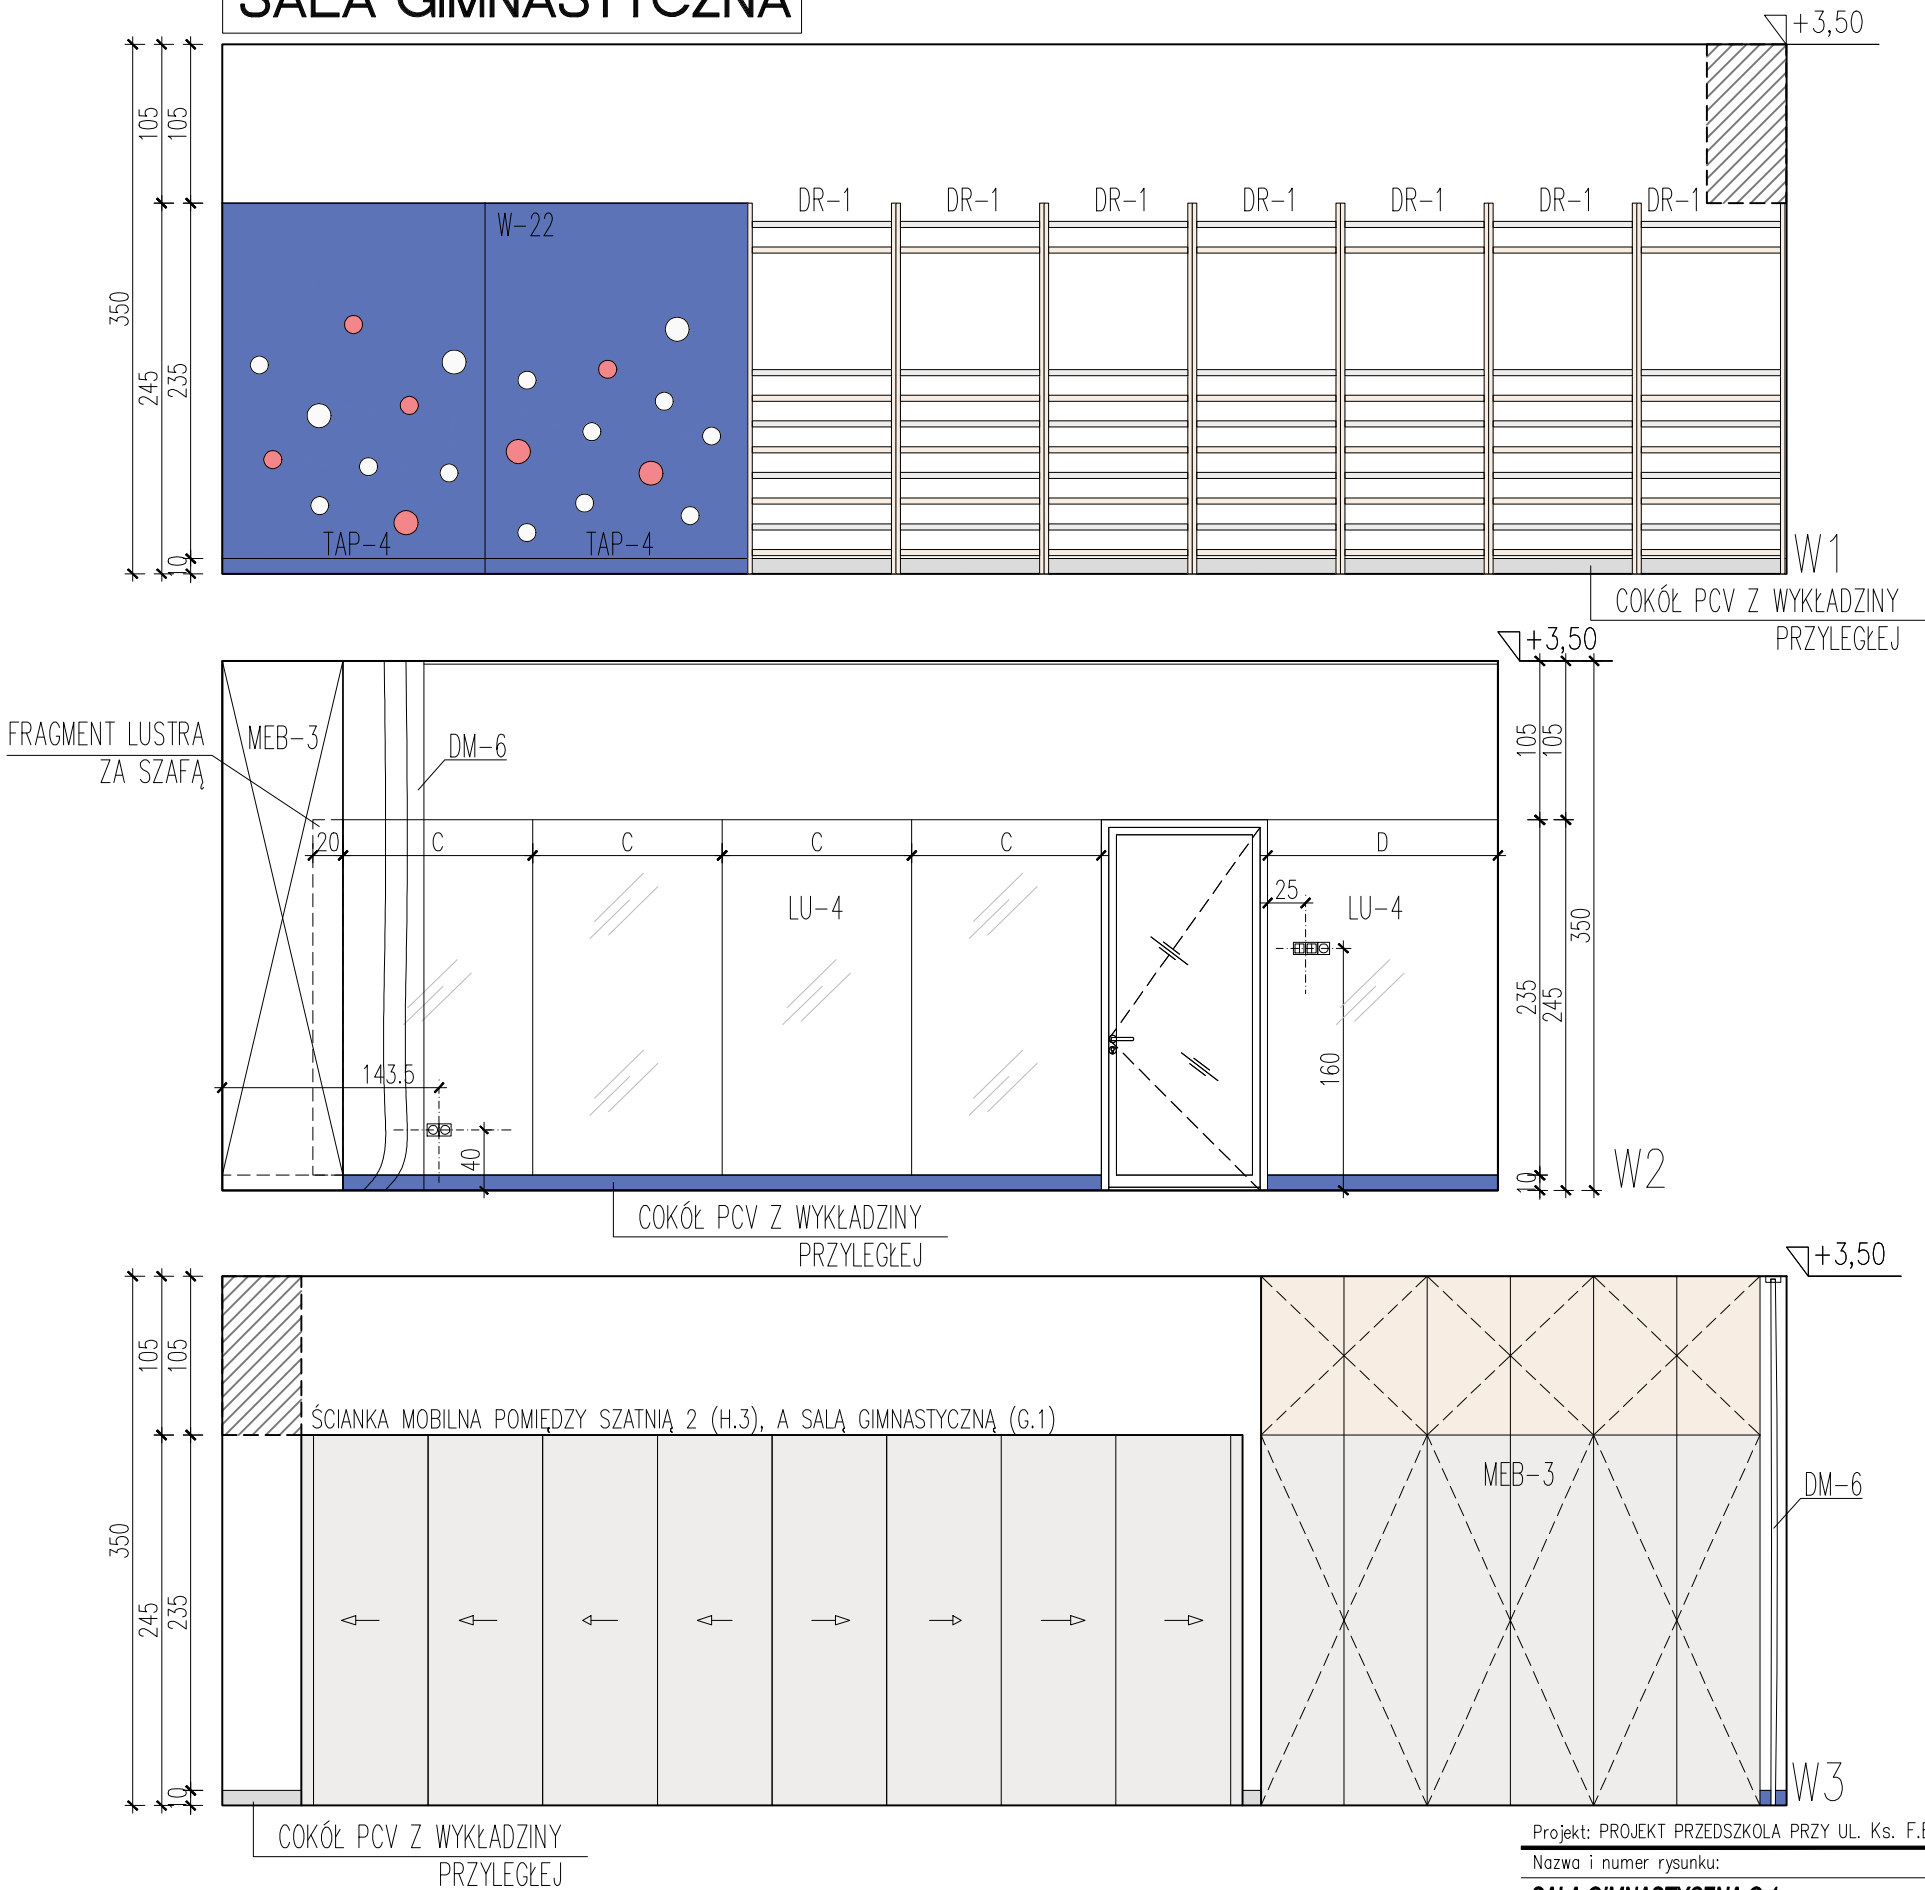 SALA GIMNASTYCZNA
+3,50
105
105
350
245
235
10
W-22
TAP-4
TAP-4
DR-1
DR-1
DR-1
DR-1
DR-1
DR-1
DR-1
W1
COKÓŁ PCV Z WYKŁADZINY
PRZYLEGŁEJ
+3,50
FRAGMENT LUSTRA
ZA SZAFĄ
MEB-3
DM-6
20
C
C
C
C
D
LU-4
25
LU-4
143.5
40
160
105
105
350
235
245
10
W2
COKÓŁ PCV Z WYKŁADZINY
PRZYLEGŁEJ
+3,50
105
105
350
245
235
10
ŚCIANKA MOBILNA POMIĘDZY SZATNIĄ 2 (H.3), A SALĄ GIMNASTYCZNĄ (G.1)
MEB-3
DM-6
W3
COKÓŁ PCV Z WYKŁADZINY
PRZYLEGŁEJ
Projekt: PROJEKT PRZEDSZKOLA PRZY UL. Ks. F.
Nazwa i numer rysunku:
SALA GIMNASTYCZNA G.1